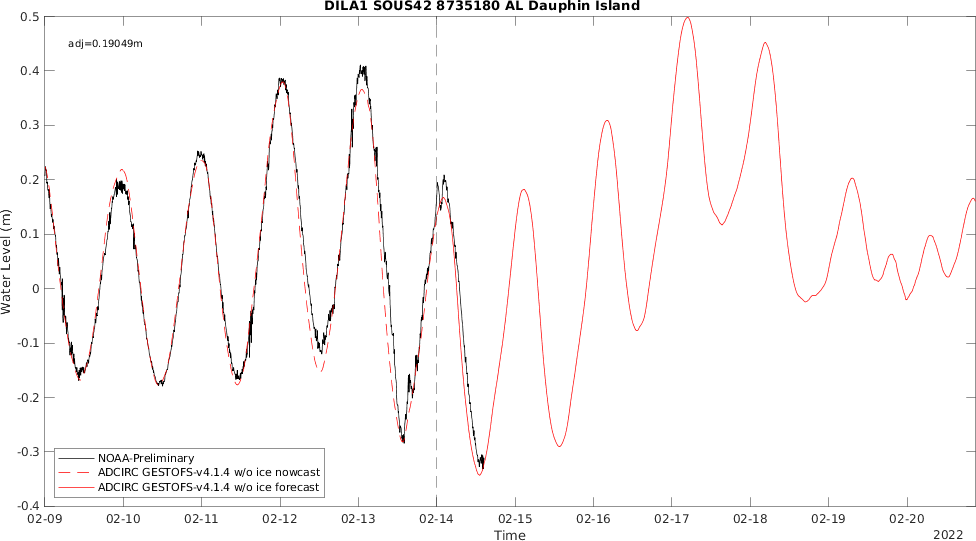 DILA1 SOUS42 8735180 AL Dauphin Island
adj=0.19049m
0.5
0.4
0.3
0.2
0.1
0
-0.1
-0.2
-0.3
-0.4
Water Level (m)
NOAA-Preliminary
ADCIRC GESTOFS-v4.1.4 w/o ice nowcast
ADCIRC GESTOFS-v4.1.4 w/o ice forecast
02-09 02-10 02-11 02-12 02-13 02-14 02-15 02-16 02-17 02-18 02-19 02-20
Time
2022